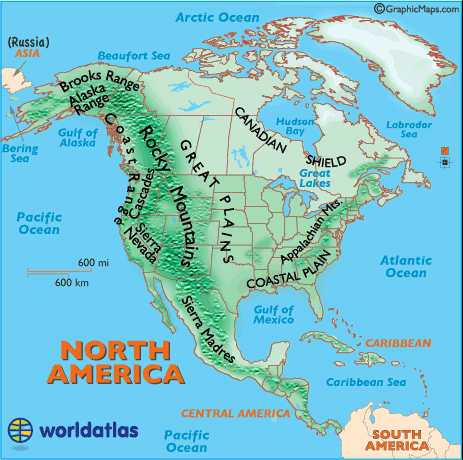 ©GraphicMaps.com
Arctic Ocean
(Russia)
ASIA
Beaufort Sea
Brooks Range
Alaska
Range
Bering
Sea
Gulf of
Alaska
Coast Range
Rocky Mountains
GREAT PLAINS
CANADIAN
SHIELD
Hudson
Bay
Labrador
Sea
Great
Lakes
Cascades
Sierra
Nevada
Appalachian Mts.
COASTAL PLAIN
Pacific
Ocean
Atlantic
Ocean
600 mi
600 km
Gulf of
Mexico
Sierra Madres
NORTH
AMERICA
CARIBBEAN
Caribbean Sea
CENTRAL AMERICA
worldatlas
Pacific
Ocean
SOUTH
AMERICA